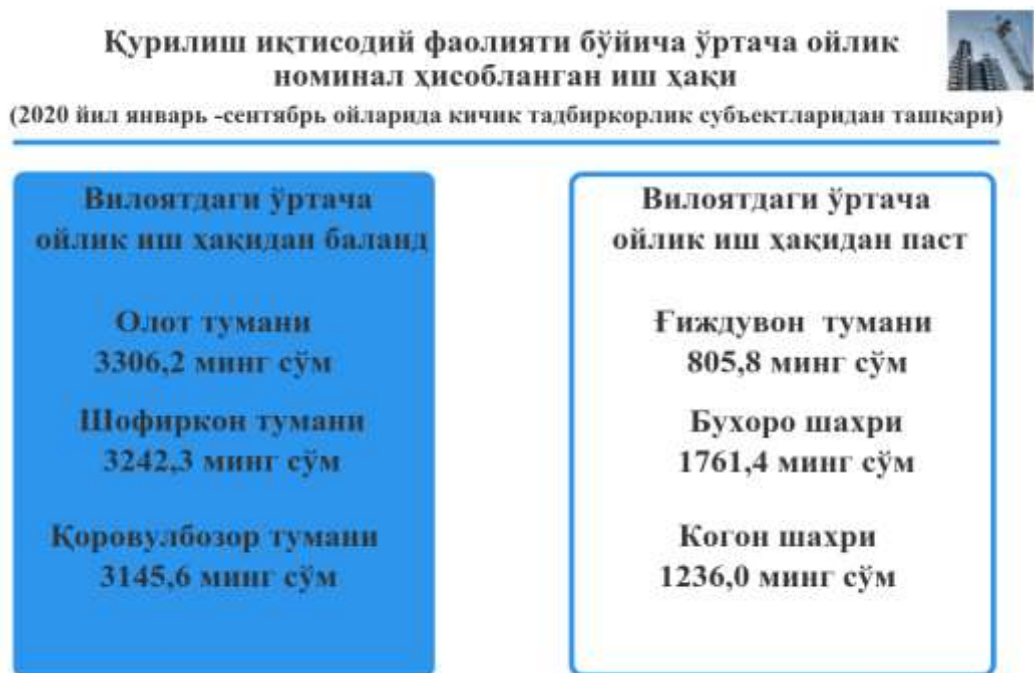 Қурилиш иқтисодий фаолияти бўйича ўртача ойлик
номинал ҳисобланган иш ҳақи
(2020 йил январь -сентябрь ойларида кичик тадбиркорлик субъектларидан ташқари)
Вилоятдаги ўртача
ойлик иш ҳақидан баланд
Олот тумани
3306,2 минг сўм
Шофиркон тумани
3242,3 минг сўм
Қоровулбозор тумани
3145,6 минг сўм
Вилоятдаги ўртача
ойлик иш ҳақидан паст
Ғиждувон тумани
805,8 минг сўм
Бухоро шахри
1761,4 минг сўм
Когон шахри
1236,0 минг сўм